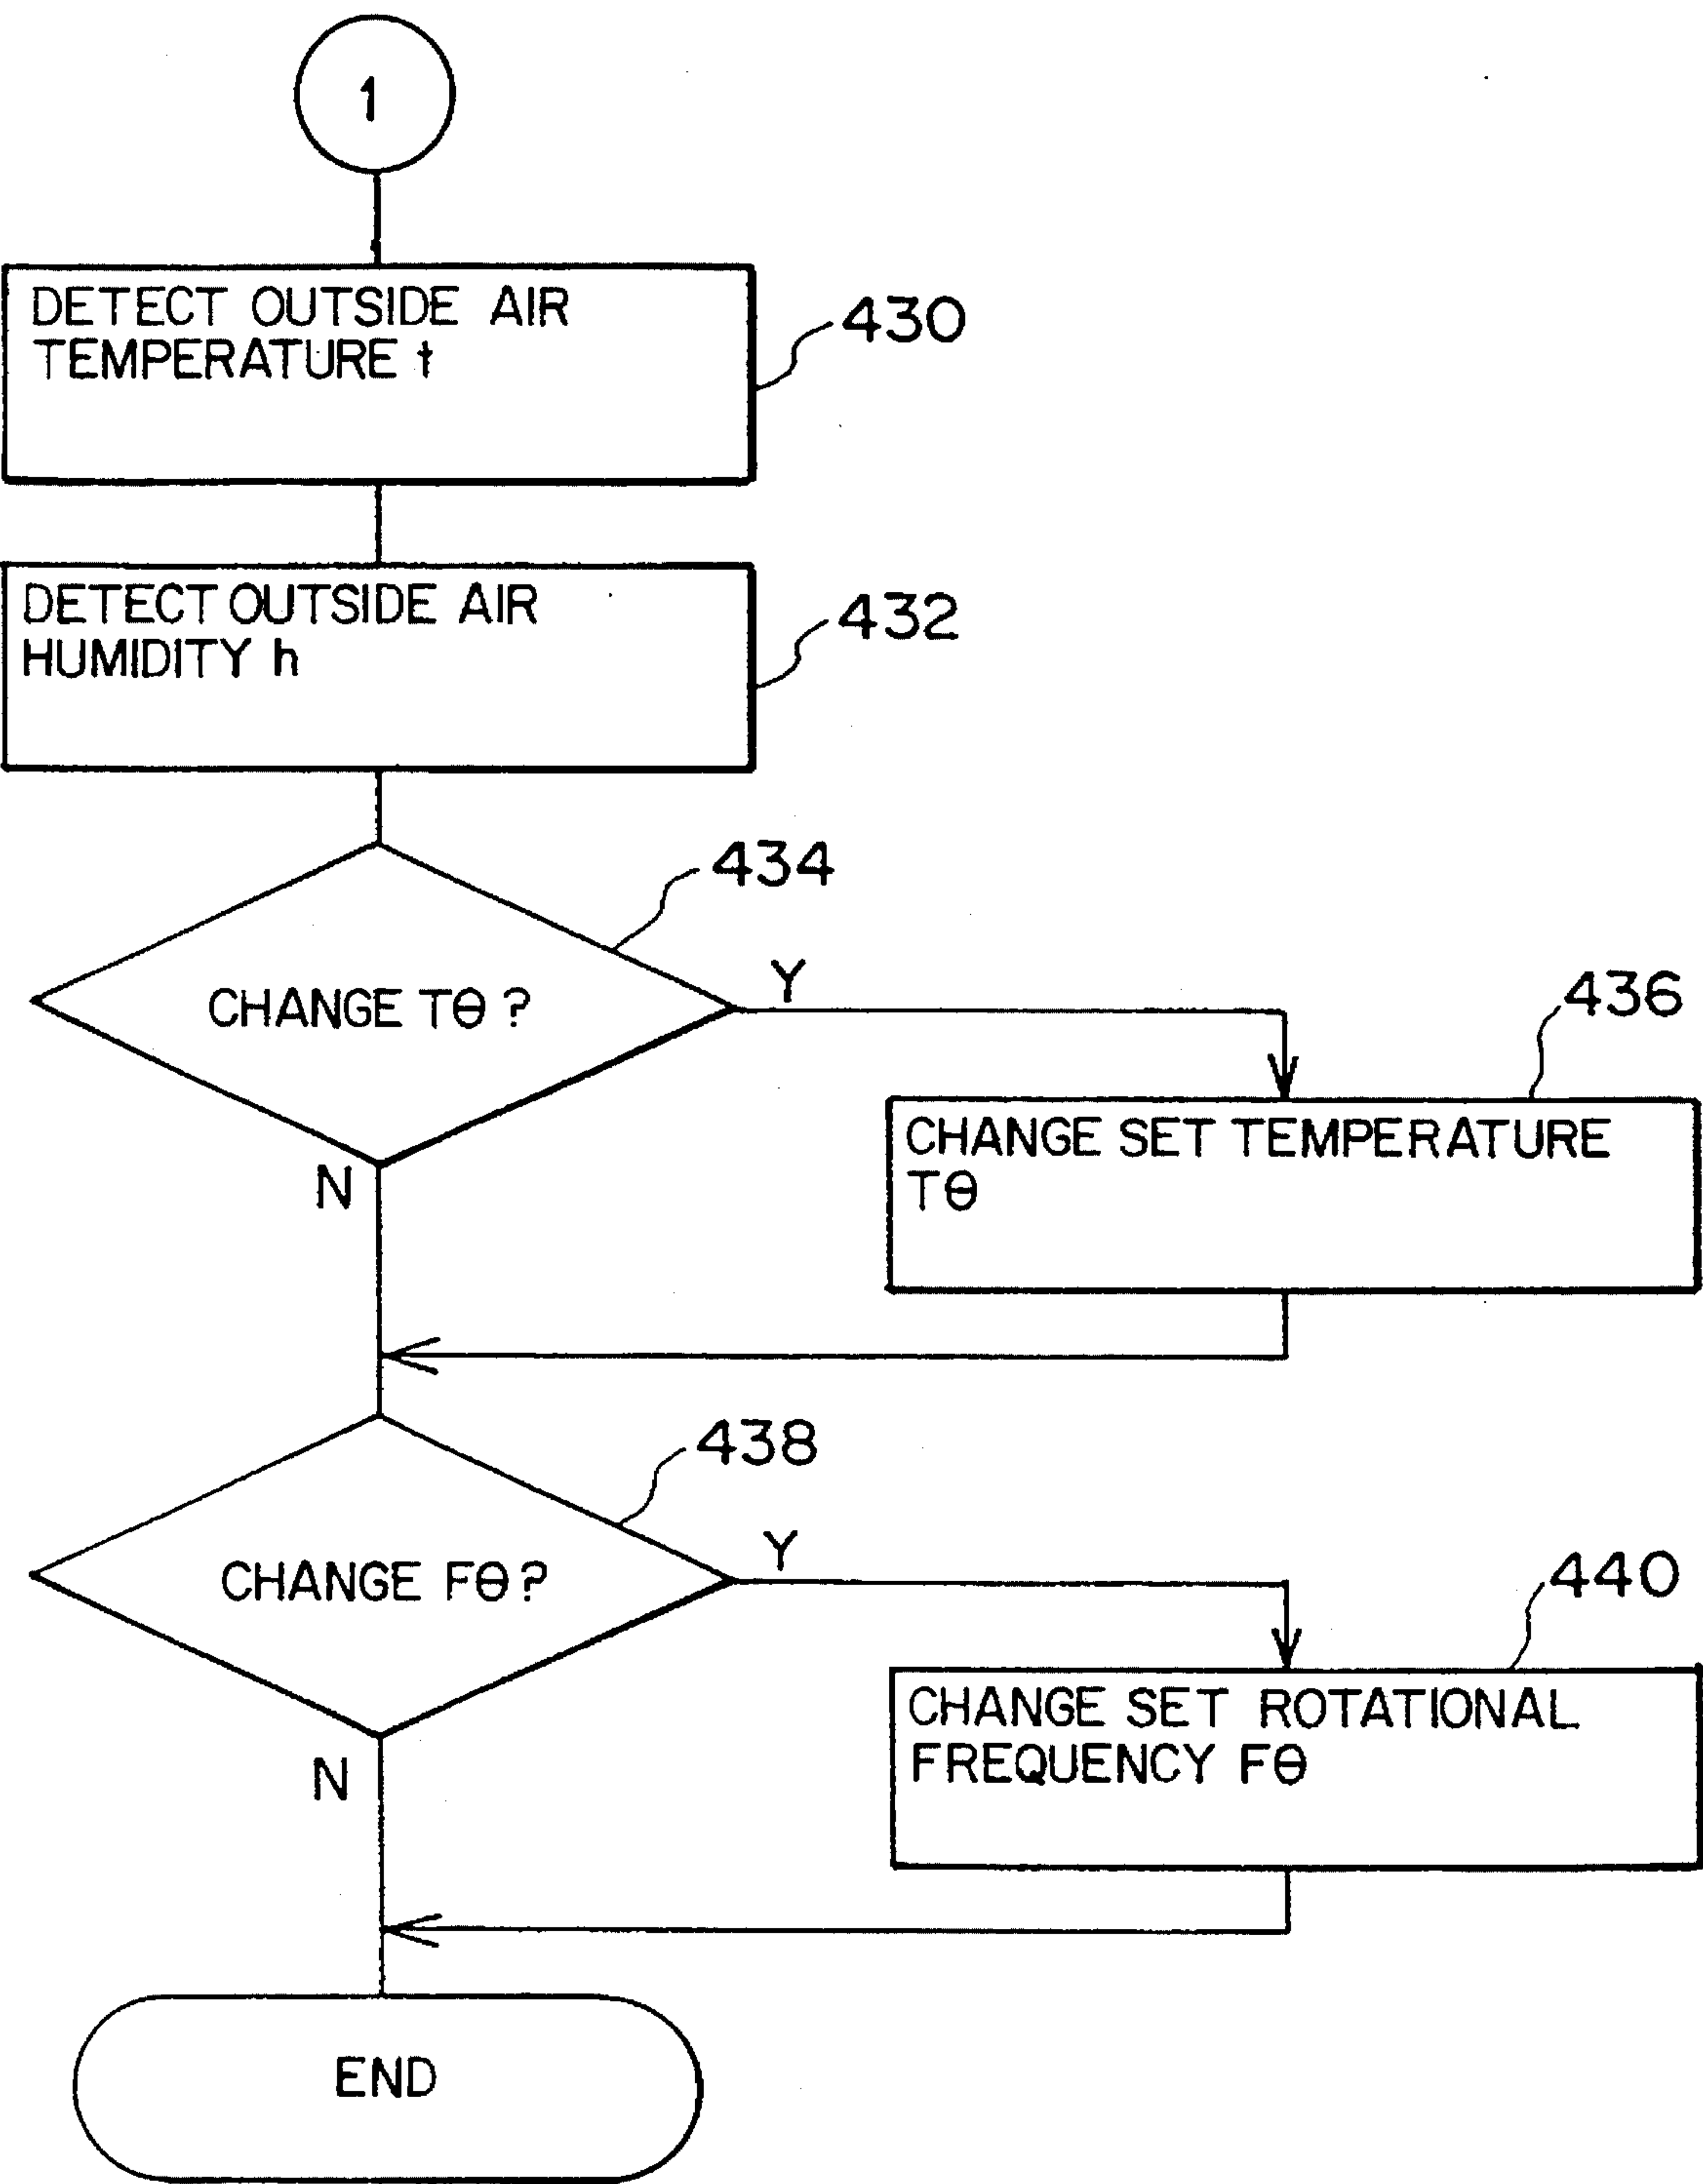 1
DETECT OUTSIDE AIR
TEMPERATURE t
430
DETECT OUTSIDE AIR
HUMIDITY h
432
434
CHANGE Tθ ?
Y
436
CHANGE SET TEMPERATURE
Tθ
N
438
CHANGE Fθ?
Y
440
CHANGE SET ROTATIONAL
FREQUENCY Fθ
N
END